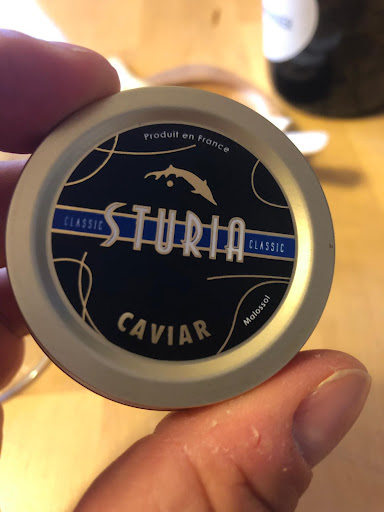 Produit en France
CLASSIC STURIA CLASSIC
CAVIAR
Malossol